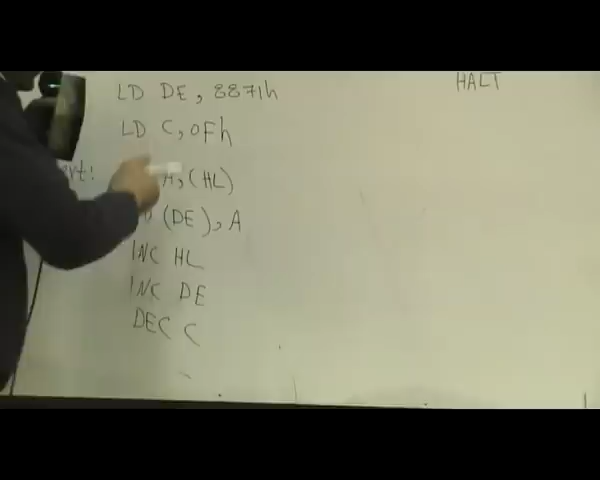 LD DE, 8871h
HALT
LD C, 0Fh
A, (HL)
(DE), A
INC HL
INC DE
DEC C